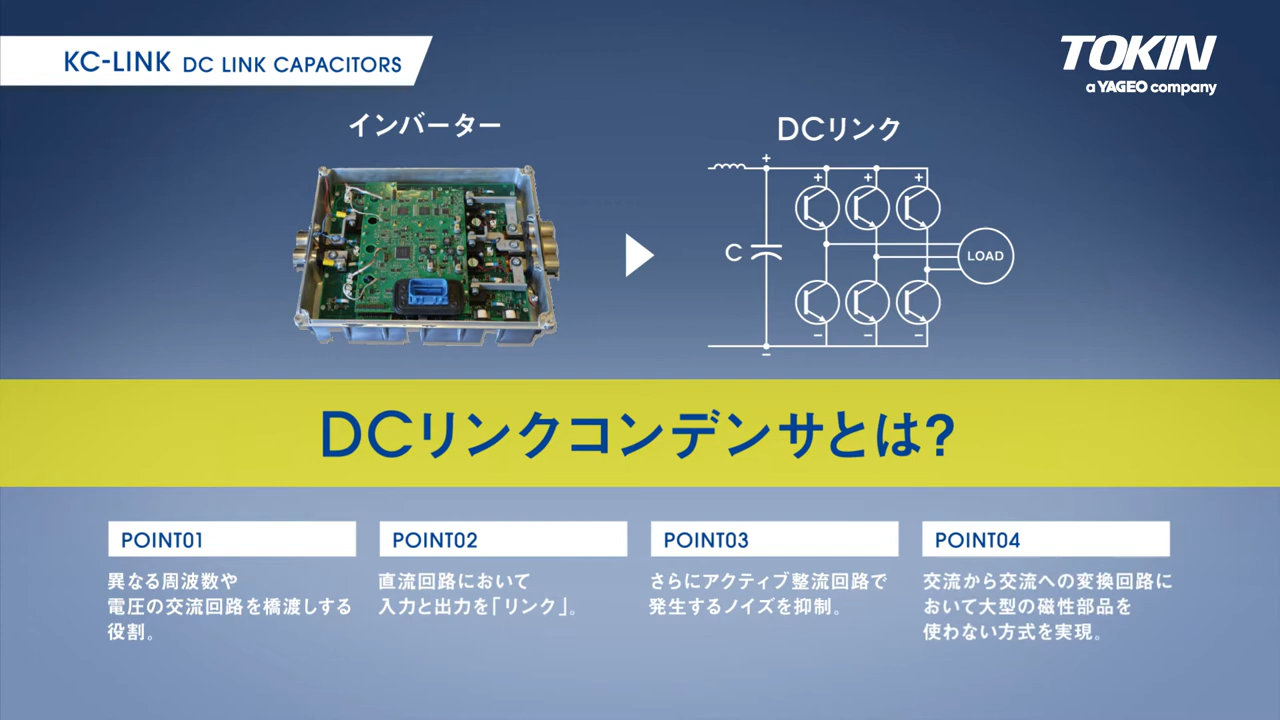 KC-LINK DC LINK CAPACITORS
TOKIN
a YAGEO company
インバーター
DCリンク
+
+ + +
C
LOAD
- - -
-
DCリンクコンデンサとは?
POINT01
異なる周波数や
電圧の交流回路を橋渡しする
役割。
POINT02
直流回路において
入力と出力を「リンク」。
POINT03
さらにアクティブ整流回路で
発生するノイズを抑制。
POINT04
交流から交流への変換回路に
おいて大型の磁性部品を
使わない方式を実現。